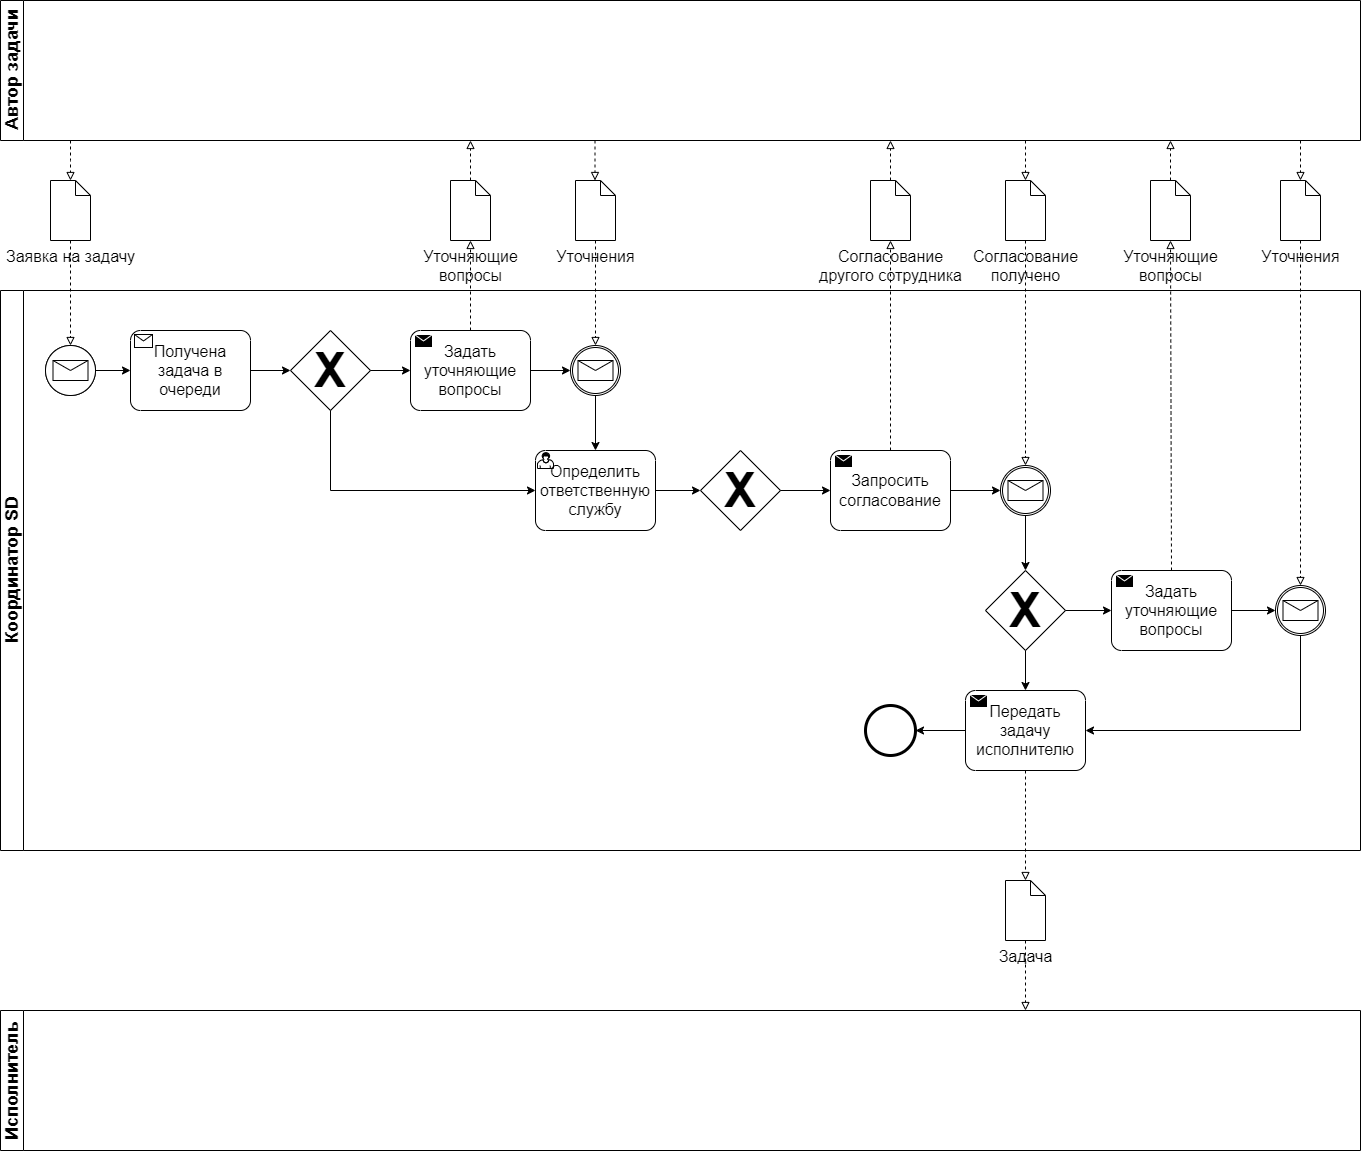 Автор задачи
Заявка на задачу
Уточняющие
вопросы
Уточнения
Согласование
другого сотрудника
Согласование
получено
Уточняющие
вопросы
Уточнения
Координатор SD
Получена
задача в
очереди
X
Задать
уточняющие
вопросы
Определить
ответственную
службу
X
Запросить
согласование
X
Задать
уточняющие
вопросы
Передать
задачу
исполнителю
Задача
Исполнитель